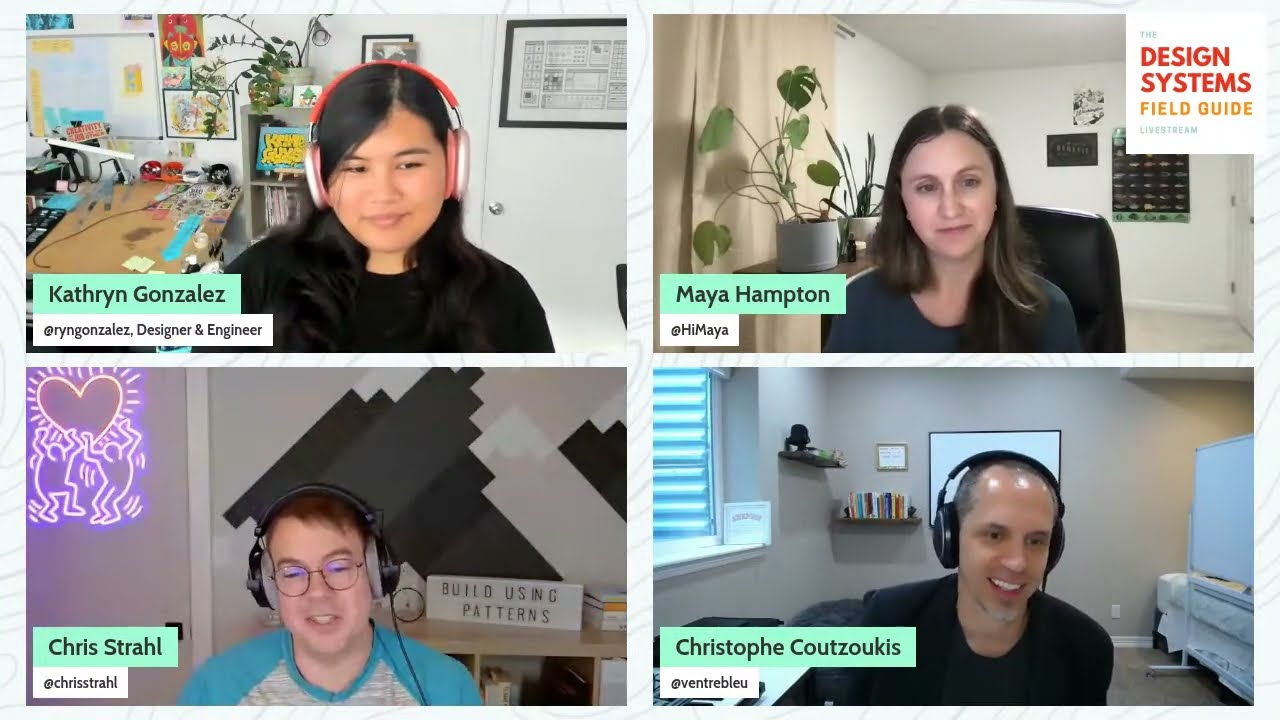 THE
DESIGN
SYSTEMS
FIELD GUIDE
LIVESTREAM
Kathryn Gonzalez
@ryngonzalez, Designer & Engineer
Maya Hampton
@HiMaya
BUILD USING
PATTERNS
Chris Strahl
@chrisstrahl
Christophe Coutzoukis
@ventrebleu